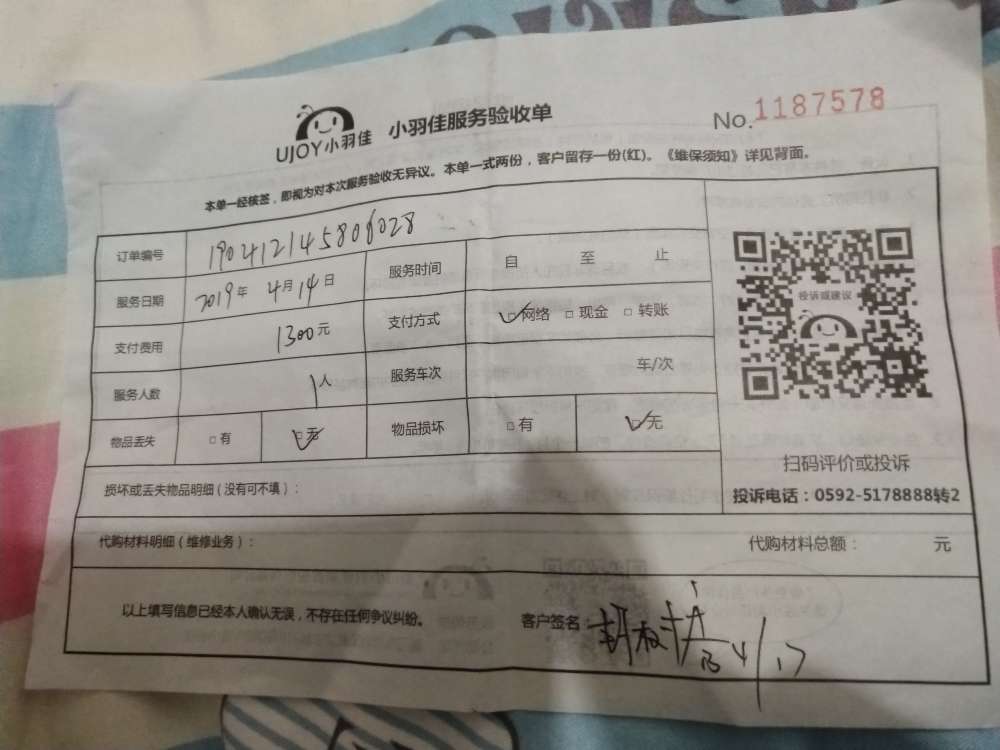 UJOY小羽佳 小羽佳服务验收单 No.1187578
本单一经核签，即视为对本次服务验收无异议。本单一式两份，客户留存一份(红)。《维保须知》详见背面。
订单编号 190412145806028
服务日期 2019年 4月14日 服务时间 自 至 止
支付费用 1300元 支付方式 □网络 □现金 □转账
服务人数 1人 服务车次 车/次
物品丢失 □有 □无 物品损坏 □有 □无
投诉或建议
扫码评价或投诉
投诉电话：0592-5178888转2
损坏或丢失物品明细（没有可不填）：
代购材料明细（维修业务）： 代购材料总额： 元
以上填写信息已经本人确认无误，不存在任何争议纠纷。 客户签名： 4/17